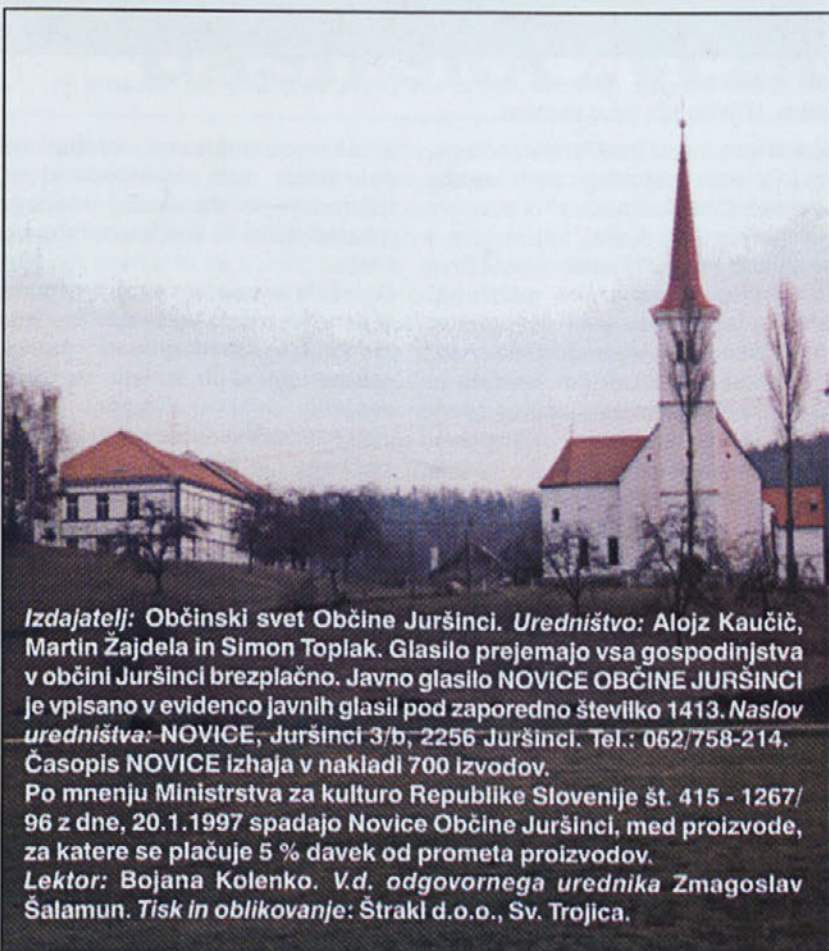 Izdajatelj: Občinski svet Občine Juršinci. Uredništvo: Alojz Kaučič,
Martin Žajdela in Simon Toplak. Glasilo prejemajo vsa gospodinjstva
v občini Juršinci brezplačno. Javno glasilo NOVICE OBČINE JURŠINCI
je vpisano v evidenco javnih glasil pod zaporedno številko 1413. Naslov
uredništva: NOVICE, Juršinci 3/b, 2256 Juršinci. Tel.: 062/758-214.
Časopis NOVICE izhaja v nakladi 700 izvodov.
Po mnenju Ministrstva za kulturo Republike Slovenije št. 415 - 1267/
96 z dne, 20.1.1997 spadajo Novice Občine Juršinci, med proizvode,
za katere se plačuje 5 % davek od prometa proizvodov.
Lektor: Bojana Kolenko. V.d. odgovornega urednika Zmagoslav
Šalamun. Tisk in oblikovanje: Štraki d.o.o., Sv. Trojica.